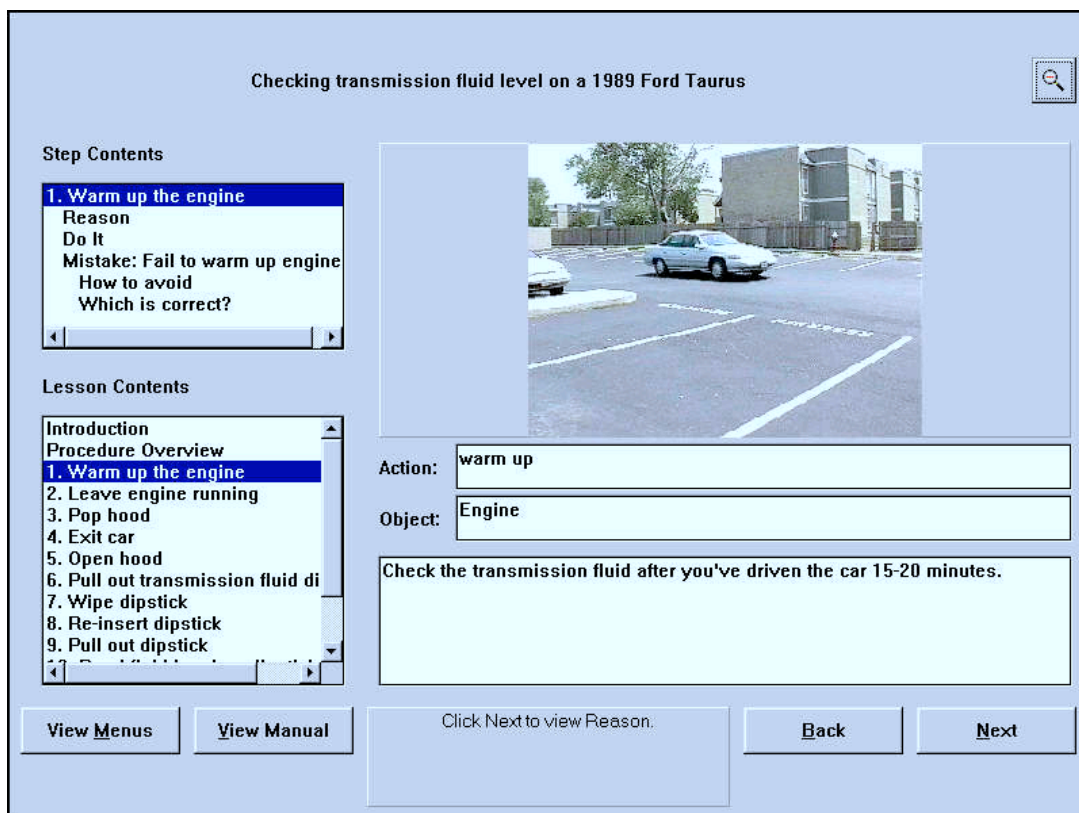 Checking transmission fluid level on a 1989 Ford Taurus
Step Contents
1. Warm up the engine
Reason
Do It
Mistake: Fail to warm up engine
How to avoid
Which is correct?
Lesson Contents
Introduction
Procedure Overview
1. Warm up the engine
2. Leave engine running
3. Pop hood
4. Exit car
5. Open hood
6. Pull out transmission fluid di
7. Wipe dipstick
8. Re-insert dipstick
9. Pull out dipstick
Action:
warm up
Object:
Engine
Check the transmission fluid after you've driven the car 15-20 minutes.
View Menus
View Manual
Click Next to view Reason.
Back
Next